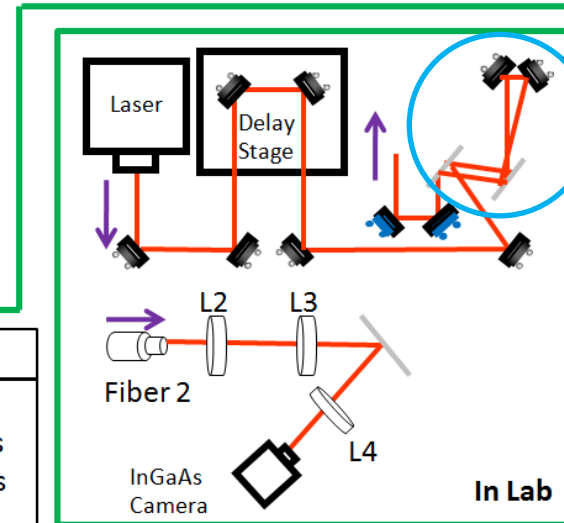 Laser
Delay
Stage
L2
L3
Fiber 2
L4
InGaAs
Camera
In Lab
s
s